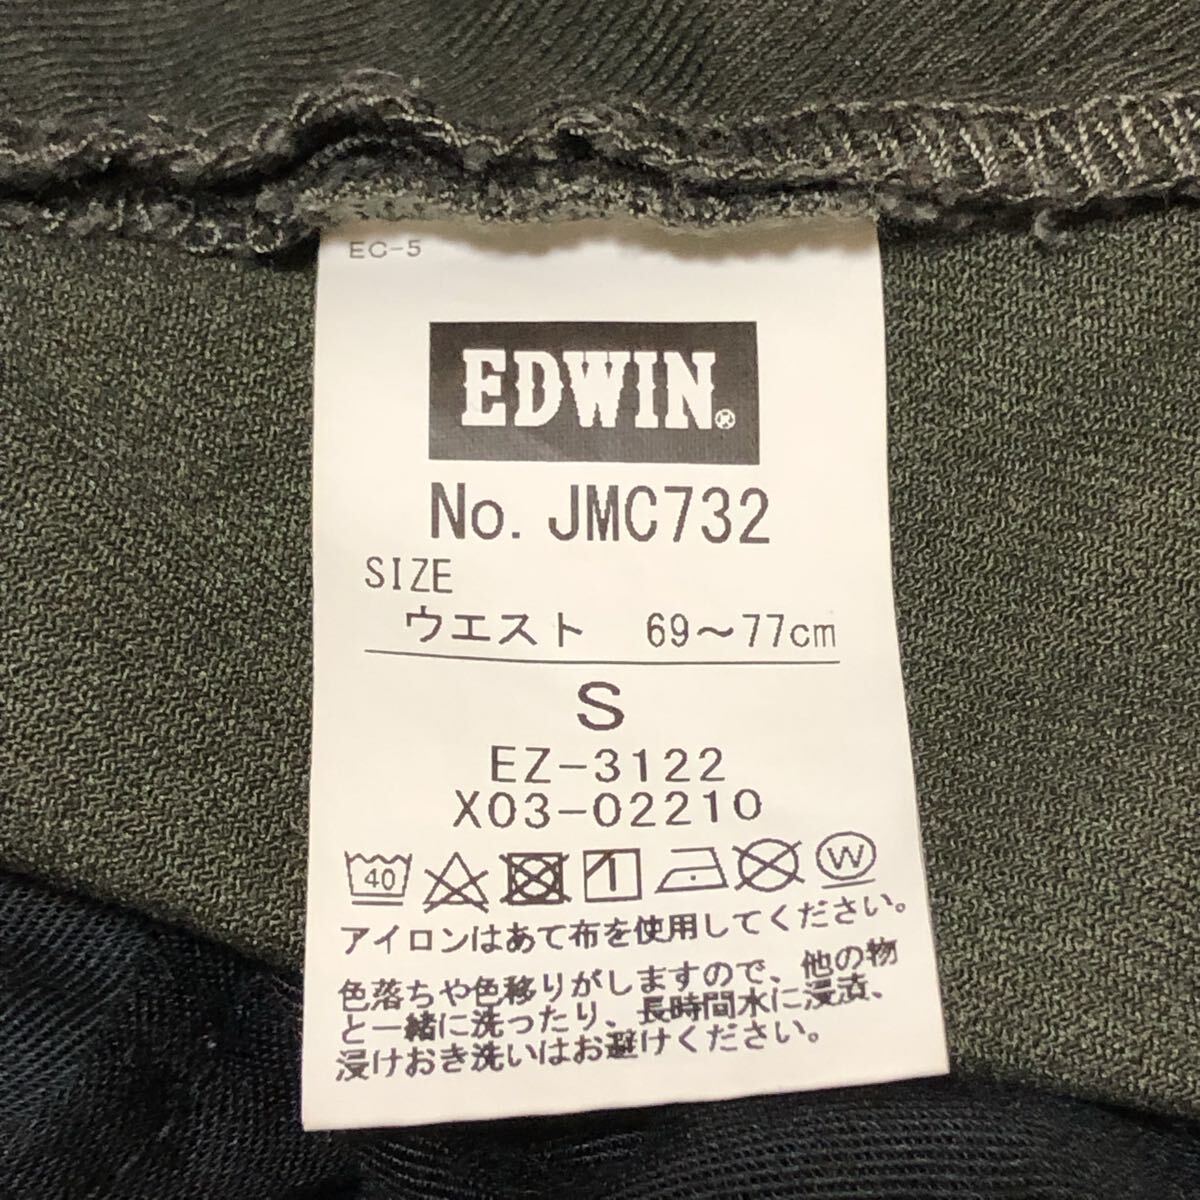 EC-5
EDWIN®
No. JMC732
SIZE
ウエスト 69～77cm
S
EZ-3122
X03-02210
40 W
アイロンはあて布を使用してください。
色落ちや色移りがしますので、他の物
と一緒に洗ったり、長時間水に浸漬、
浸けおき洗いはお避けください。